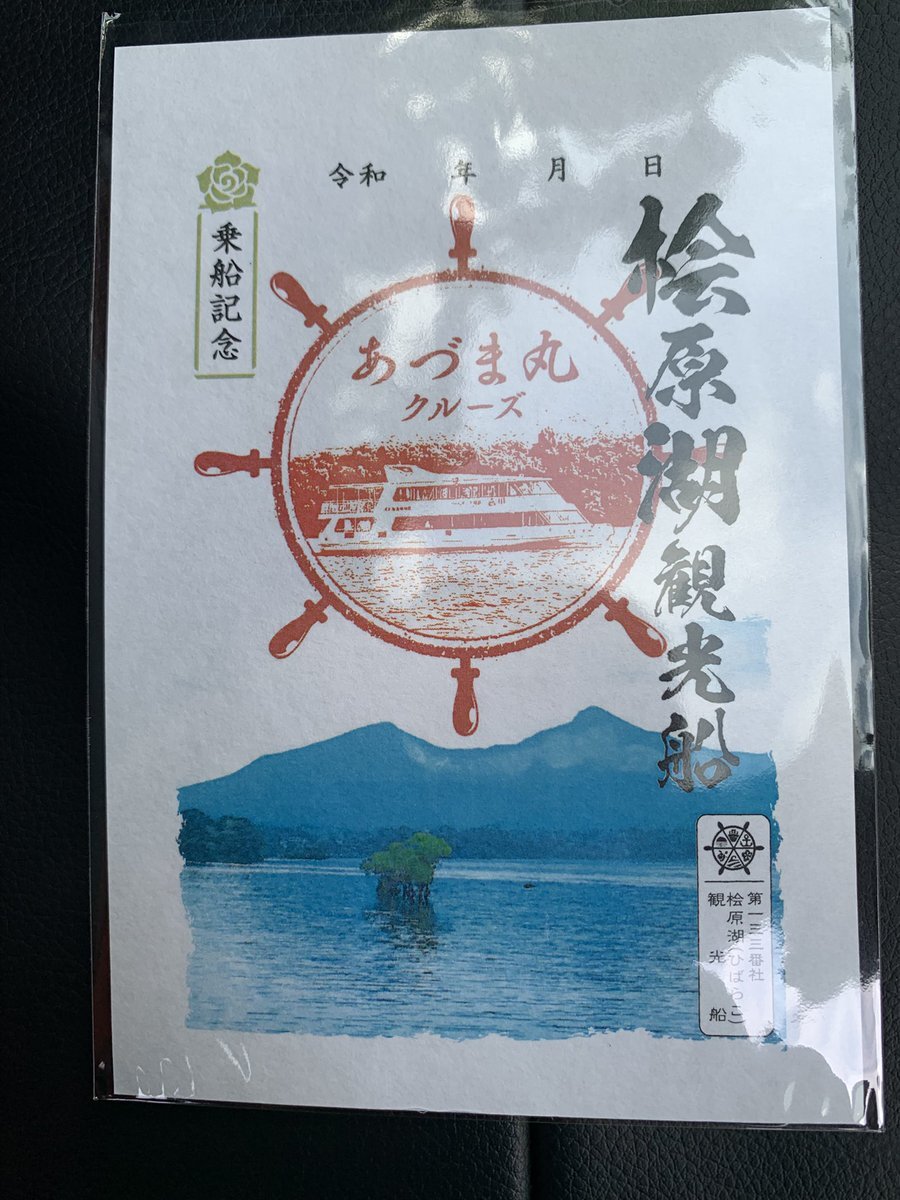 令和 年 月 日
桧原湖観光船
乗船記念
あづま丸
クルーズ
第一三三番社
桧原湖(ひばらこ)
観光船